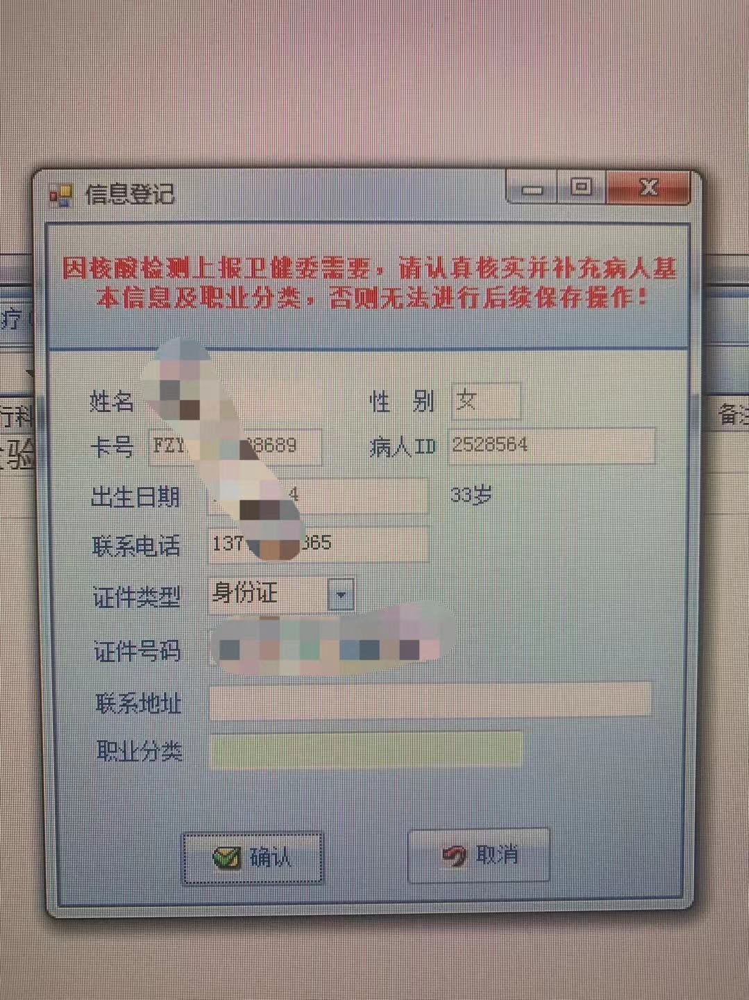 信息登记
因核酸检测上报卫健委需要，请认真核实并补充病人基
本信息及职业分类，否则无法进行后续保存操作！
疗
姓名 性 别 女
行科 备注
卡号 FZY 8689 病人ID 2528564
验
出生日期 4 33岁
联系电话 137 365
证件类型 身份证
证件号码
联系地址
职业分类
确认 取消